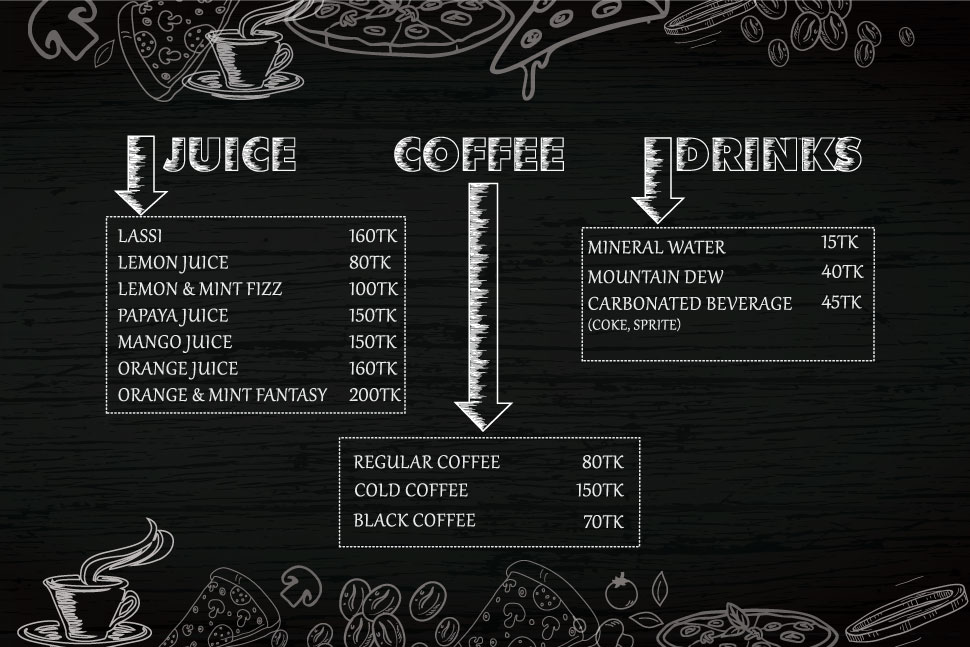 JUICE
LASSI 160TK
LEMON JUICE 80TK
LEMON & MINT FIZZ 100TK
PAPAYA JUICE 150TK
MANGO JUICE 150TK
ORANGE JUICE 160TK
ORANGE & MINT FANTASY 200TK
COFFEE
REGULAR COFFEE 80TK
COLD COFFEE 150TK
BLACK COFFEE 70TK
DRINKS
MINERAL WATER 15TK
MOUNTAIN DEW 40TK
CARBONATED BEVERAGE 45TK
(COKE, SPRITE)